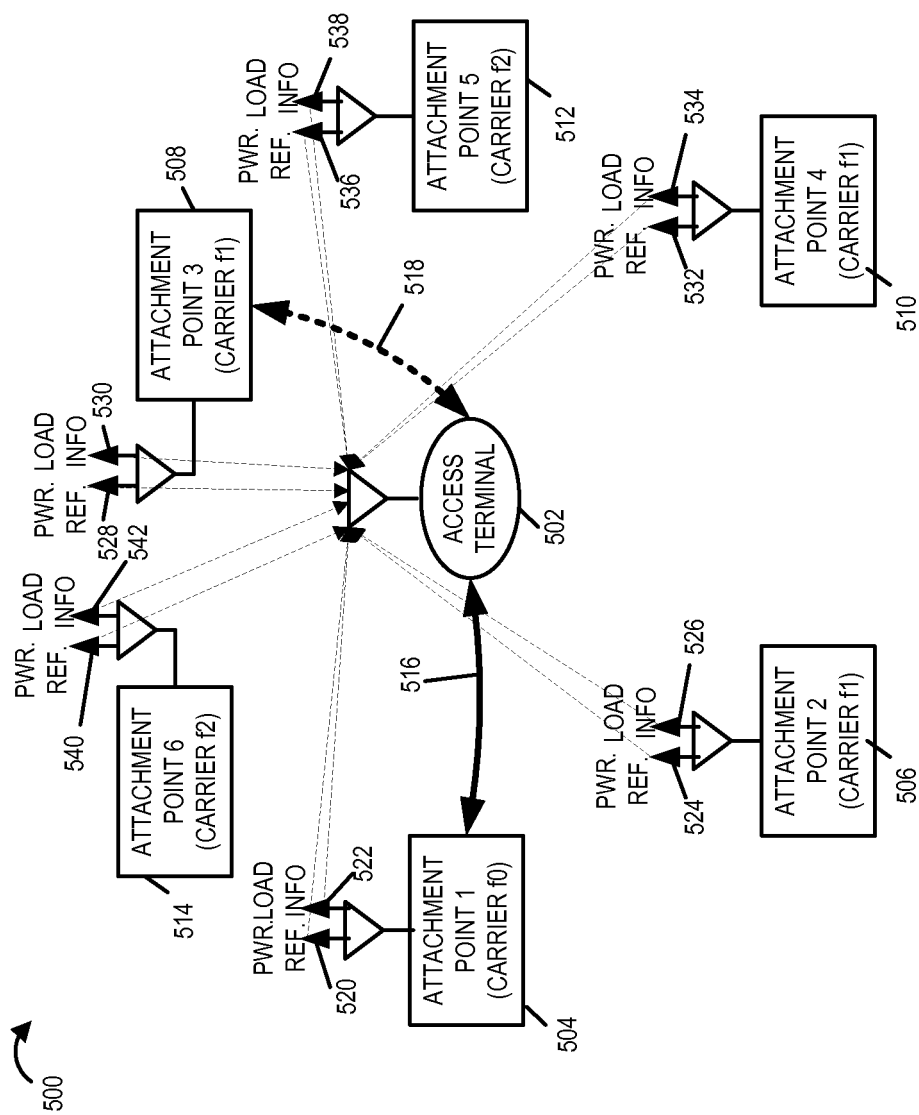 500
PWR. LOAD
REF. INFO
540
542
ATTACHMENT
POINT 6
(CARRIER f2)
514
PWR. LOAD
REF. INFO
528
530
ATTACHMENT
POINT 3
(CARRIER f1)
508
PWR.LOAD
REF. INFO
520
522
ATTACHMENT
POINT 1
(CARRIER f0)
504
516
ACCESS
TERMINAL
502
518
PWR. LOAD
REF. INFO
536
538
ATTACHMENT
POINT 5
(CARRIER f2)
512
PWR. LOAD
REF. INFO
524
526
ATTACHMENT
POINT 2
(CARRIER f1)
506
PWR. LOAD
REF. INFO
532
534
ATTACHMENT
POINT 4
(CARRIER f1)
510